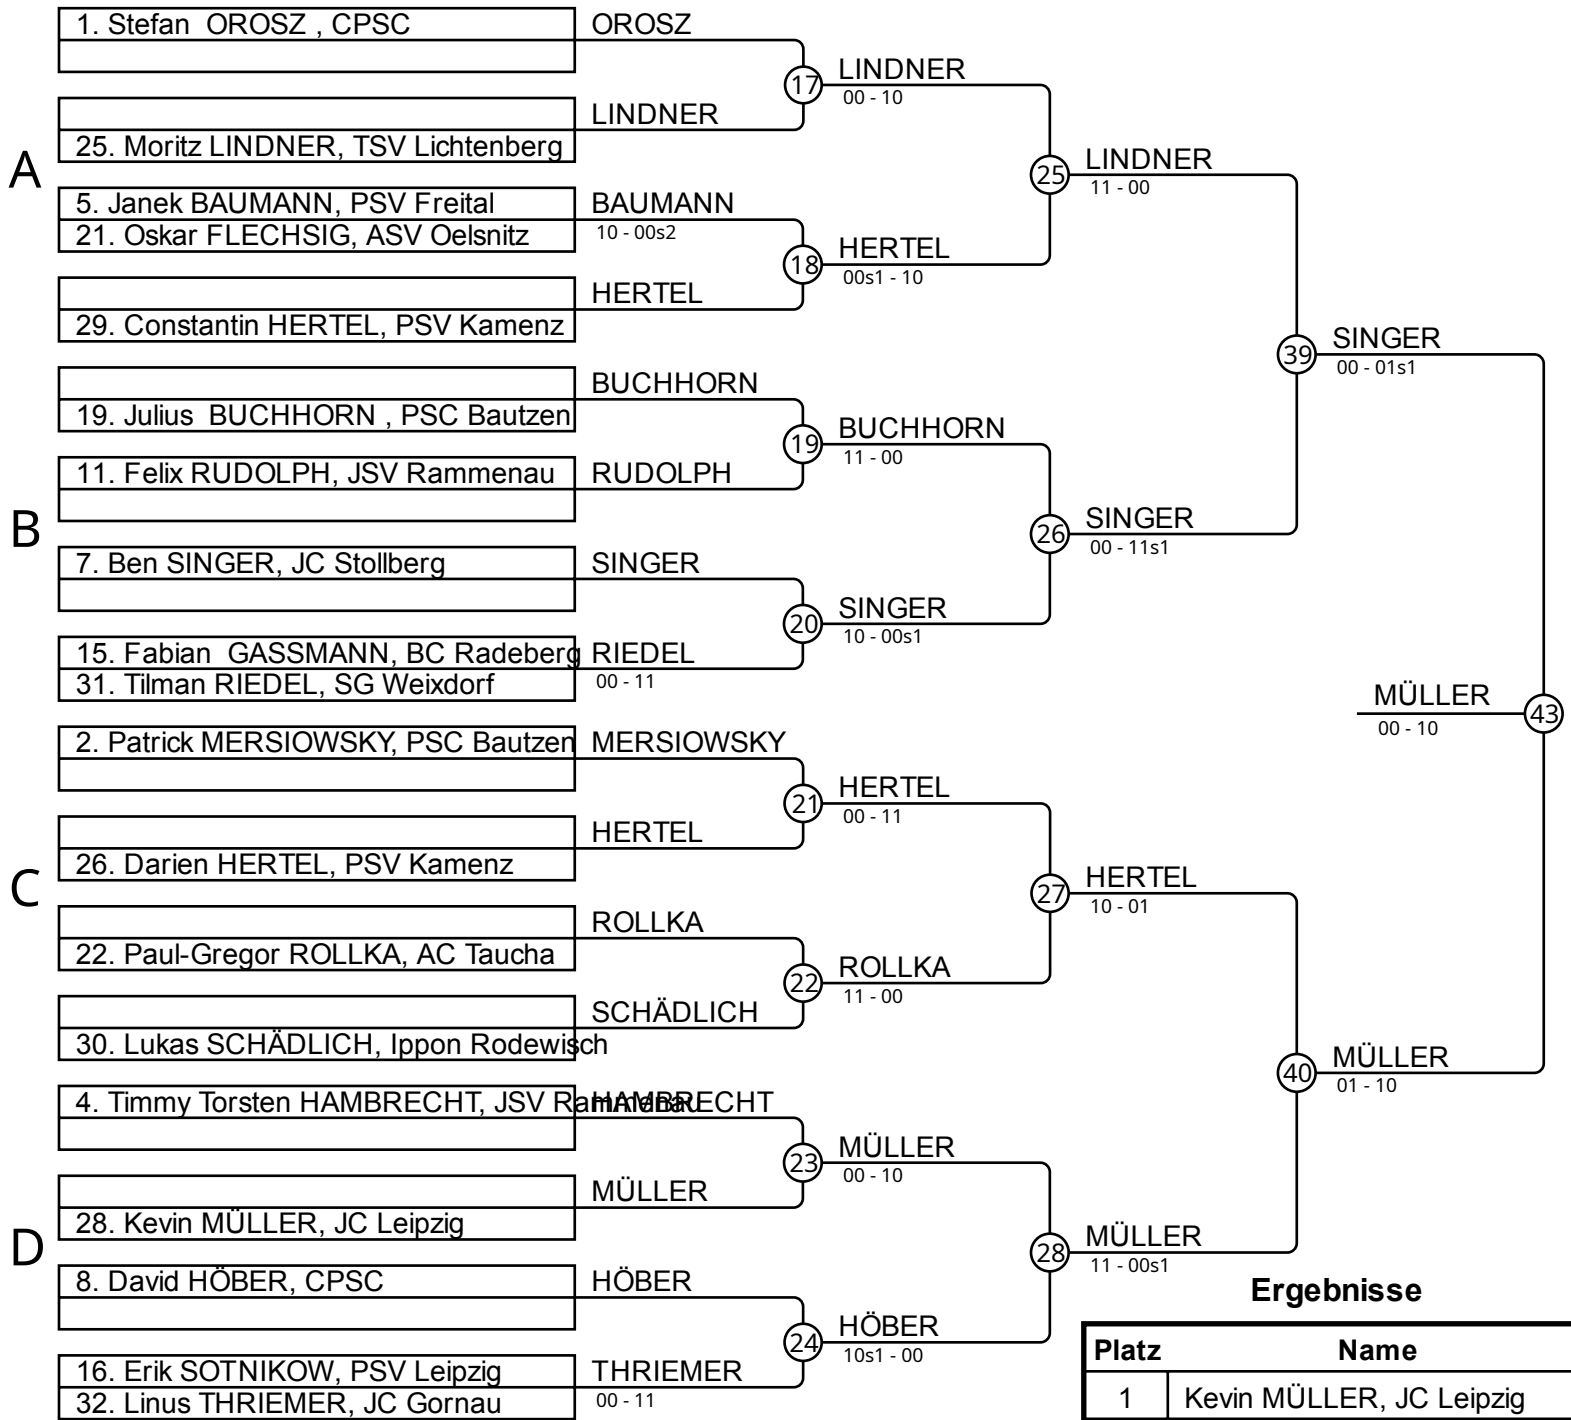 1. Stefan  OROSZ , CPSC
OROSZ
17
LINDNER
00 - 10
LINDNER
25. Moritz LINDNER, TSV Lichtenberg
A
25
LINDNER
11 - 00
5. Janek BAUMANN, PSV Freital
BAUMANN
21. Oskar FLECHSIG, ASV Oelsnitz
10 - 00s2
18
HERTEL
00s1 - 10
HERTEL
29. Constantin HERTEL, PSV Kamenz
39
SINGER
00 - 01s1
BUCHHORN
19. Julius  BUCHHORN , PSC Bautzen
19
BUCHHORN
11 - 00
11. Felix RUDOLPH, JSV Rammenau
RUDOLPH
B
26
SINGER
00 - 11s1
7. Ben SINGER, JC Stollberg
SINGER
20
SINGER
10 - 00s1
15. Fabian  GASSMANN, BC Radeberg
RIEDEL
31. Tilman RIEDEL, SG Weixdorf
00 - 11
MÜLLER
00 - 10
43
2. Patrick MERSIOWSKY, PSC Bautzen
MERSIOWSKY
21
HERTEL
00 - 11
HERTEL
26. Darien HERTEL, PSV Kamenz
C
27
HERTEL
10 - 01
ROLLKA
22. Paul-Gregor ROLLKA, AC Taucha
22
ROLLKA
11 - 00
SCHÄDLICH
30. Lukas SCHÄDLICH, Ippon Rodewisch
40
MÜLLER
01 - 10
4. Timmy Torsten HAMBRECHT, JSV Rammenau
HAMBRECHT
23
MÜLLER
00 - 10
MÜLLER
28. Kevin MÜLLER, JC Leipzig
D
28
MÜLLER
11 - 00s1
8. David HÖBER, CPSC
HÖBER
24
HÖBER
10s1 - 00
16. Erik SOTNIKOW, PSV Leipzig
THRIEMER
32. Linus THRIEMER, JC Gornau
00 - 11
Ergebnisse
Platz Name
1 Kevin MÜLLER, JC Leipzig